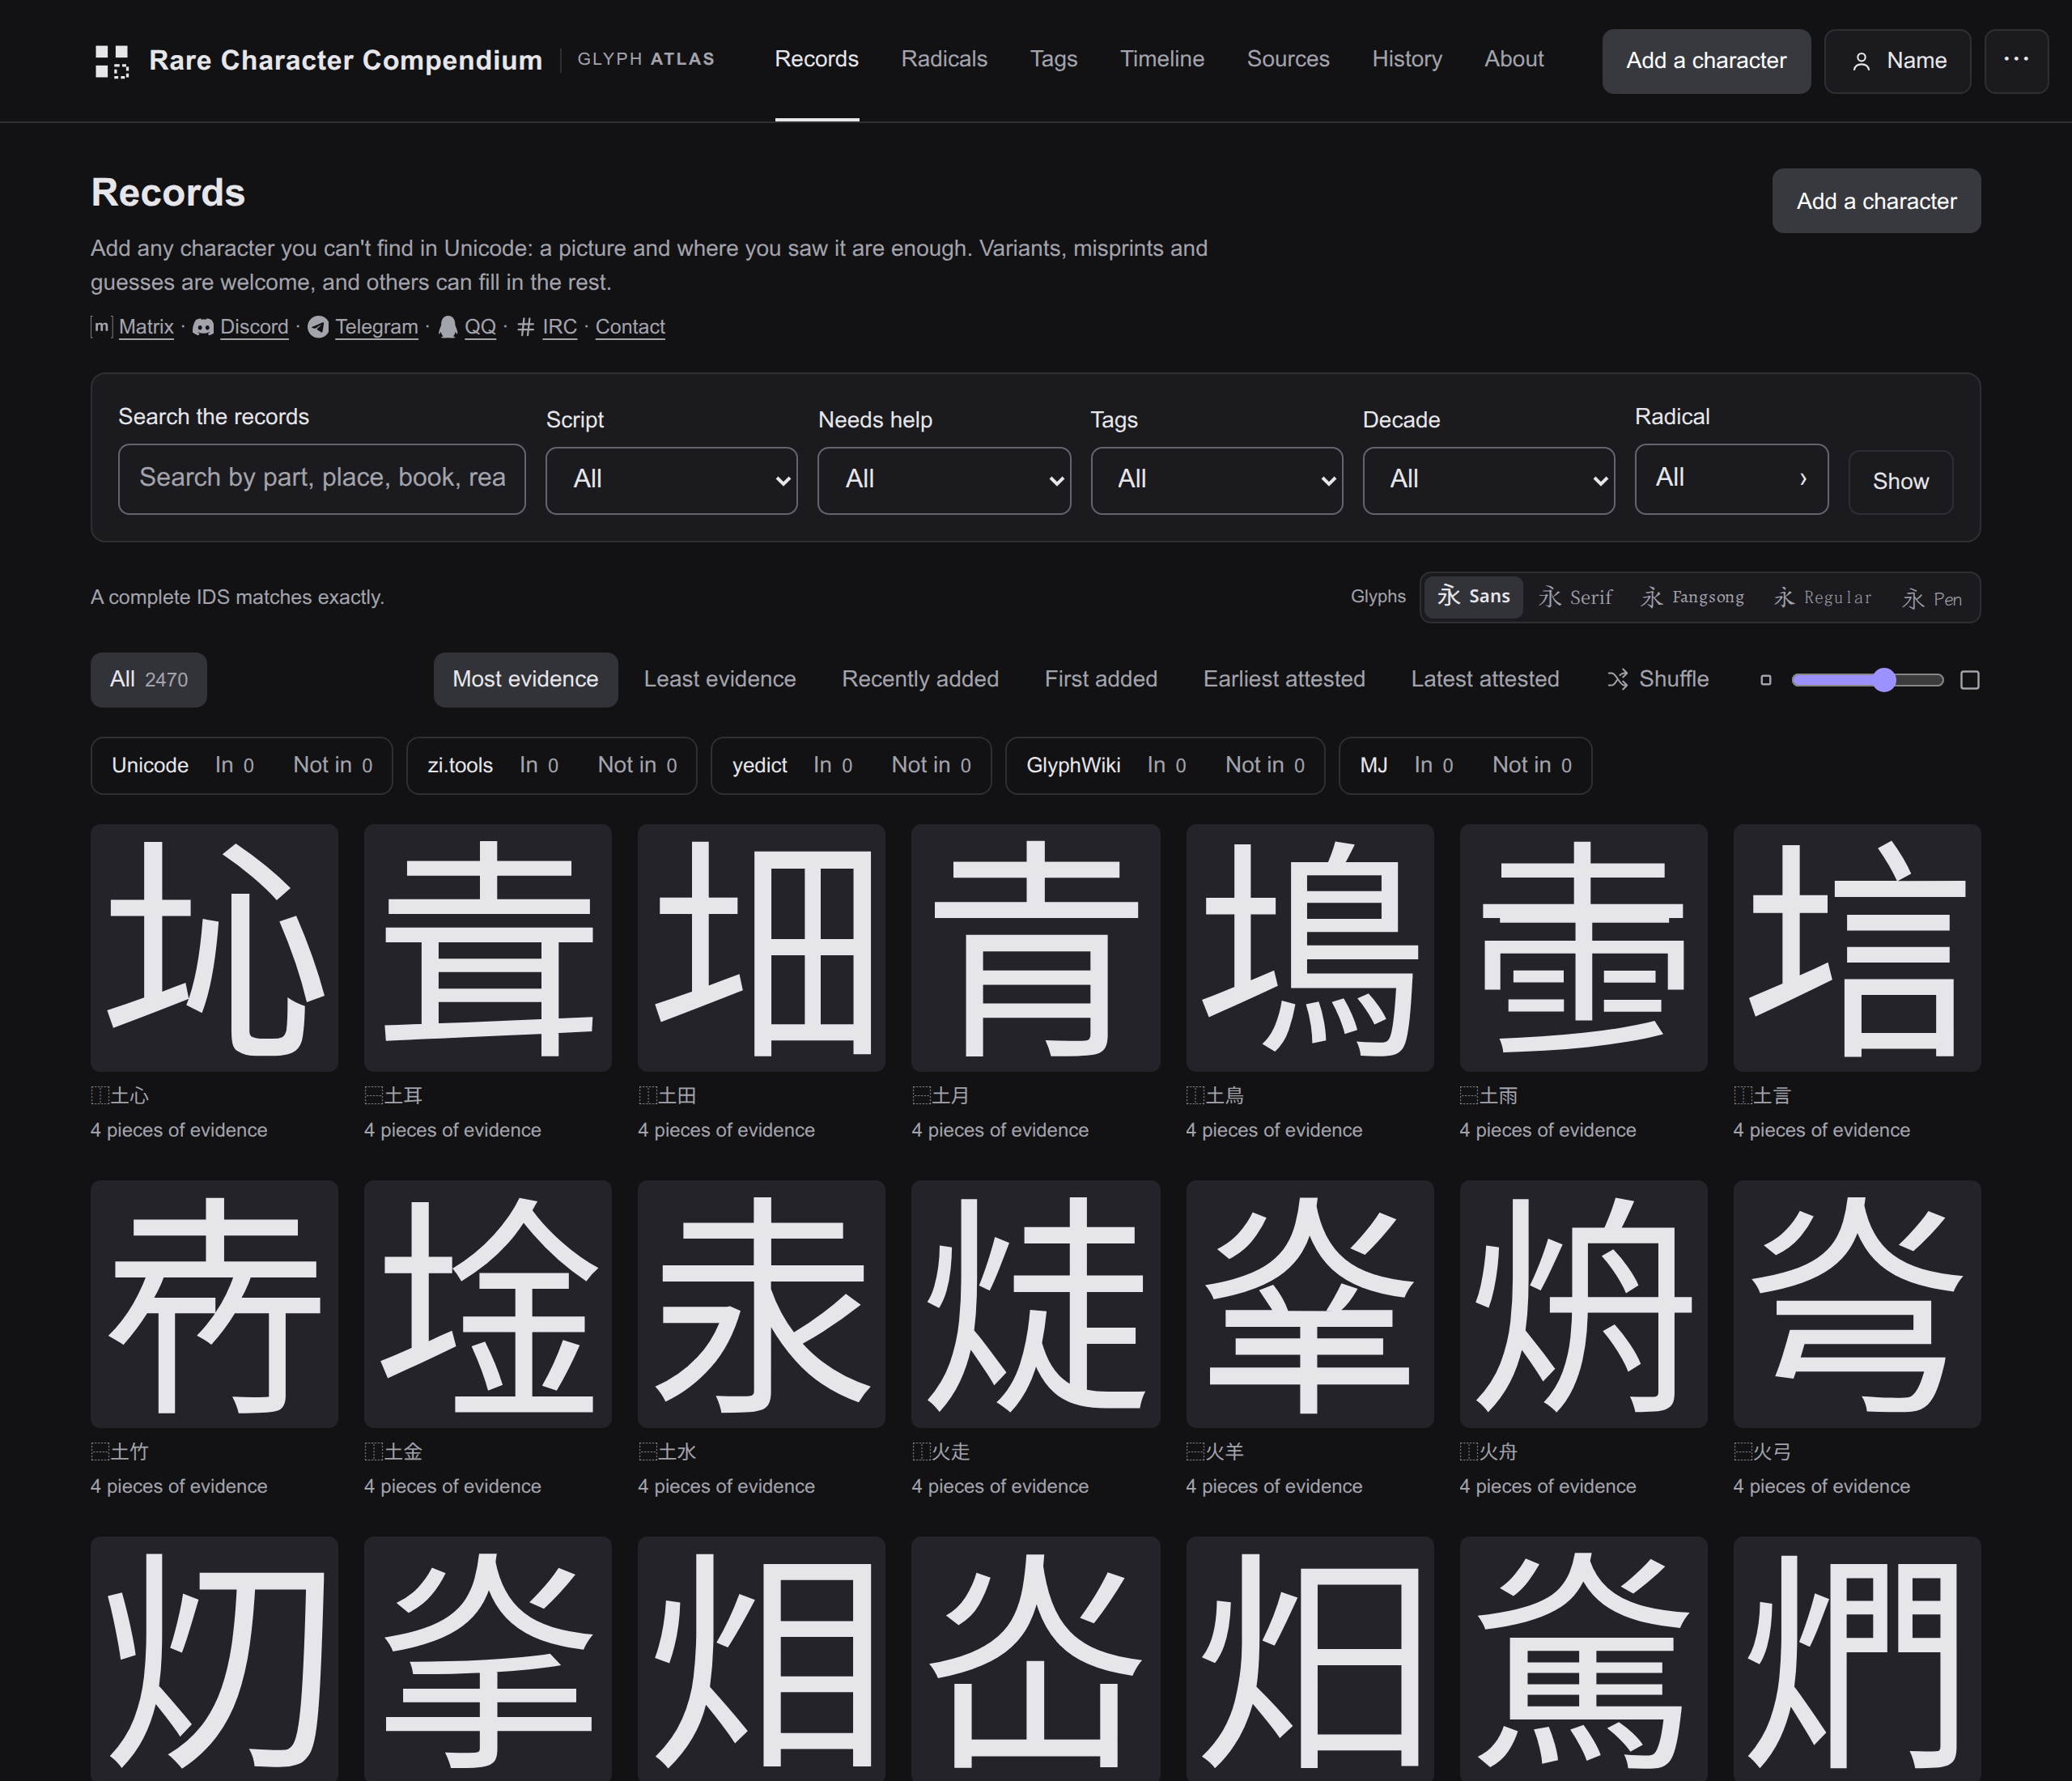 Rare Character Compendium GLYPH ATLAS Records Radicals Tags Timeline Sources History About Add a character Name ···
Records
Add a character
Add any character you can't find in Unicode: a picture and where you saw it are enough. Variants, misprints and
guesses are welcome, and others can fill in the rest.
[m] Matrix · Discord · Telegram · QQ · # IRC · Contact
Search the records Script Needs help Tags Decade Radical
Search by part, place, book, rea All All All All All › Show
A complete IDS matches exactly.
Glyphs 永 Sans 永 Serif 永 Fangsong 永 Regular 永 Pen
All 2470 Most evidence Least evidence Recently added First added Earliest attested Latest attested Shuffle
Unicode In 0 Not in 0 zi.tools In 0 Not in 0 yedict In 0 Not in 0 GlyphWiki In 0 Not in 0 MJ In 0 Not in 0
⿰土心 ⿱土耳 ⿰土田 ⿱土月 ⿰土鳥 ⿱土雨 ⿰土言
4 pieces of evidence 4 pieces of evidence 4 pieces of evidence 4 pieces of evidence 4 pieces of evidence 4 pieces of evidence 4 pieces of evidence
⿱土竹 ⿰土金 ⿱土水 ⿰火走 ⿱火羊 ⿰火舟 ⿱火弓
4 pieces of evidence 4 pieces of evidence 4 pieces of evidence 4 pieces of evidence 4 pieces of evidence 4 pieces of evidence 4 pieces of evidence